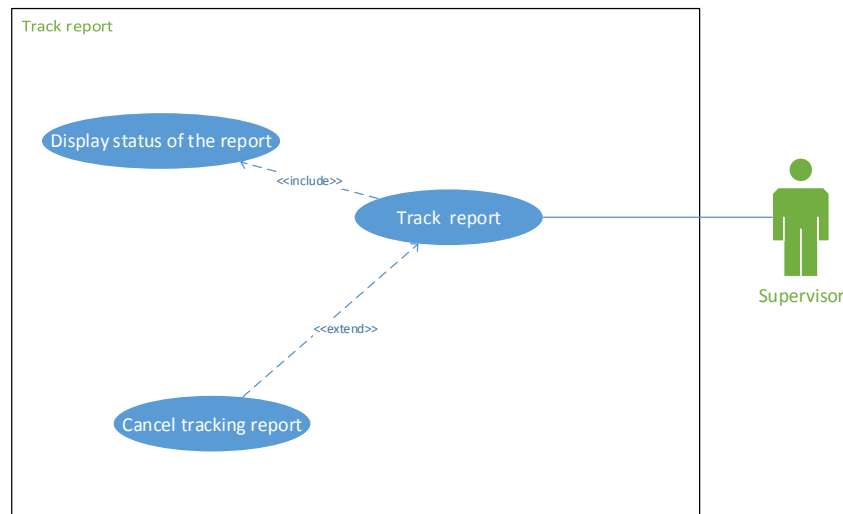 Track report
Display status of the report
<<include>>
Track report
Supervisor
<<extend>>
Cancel tracking report